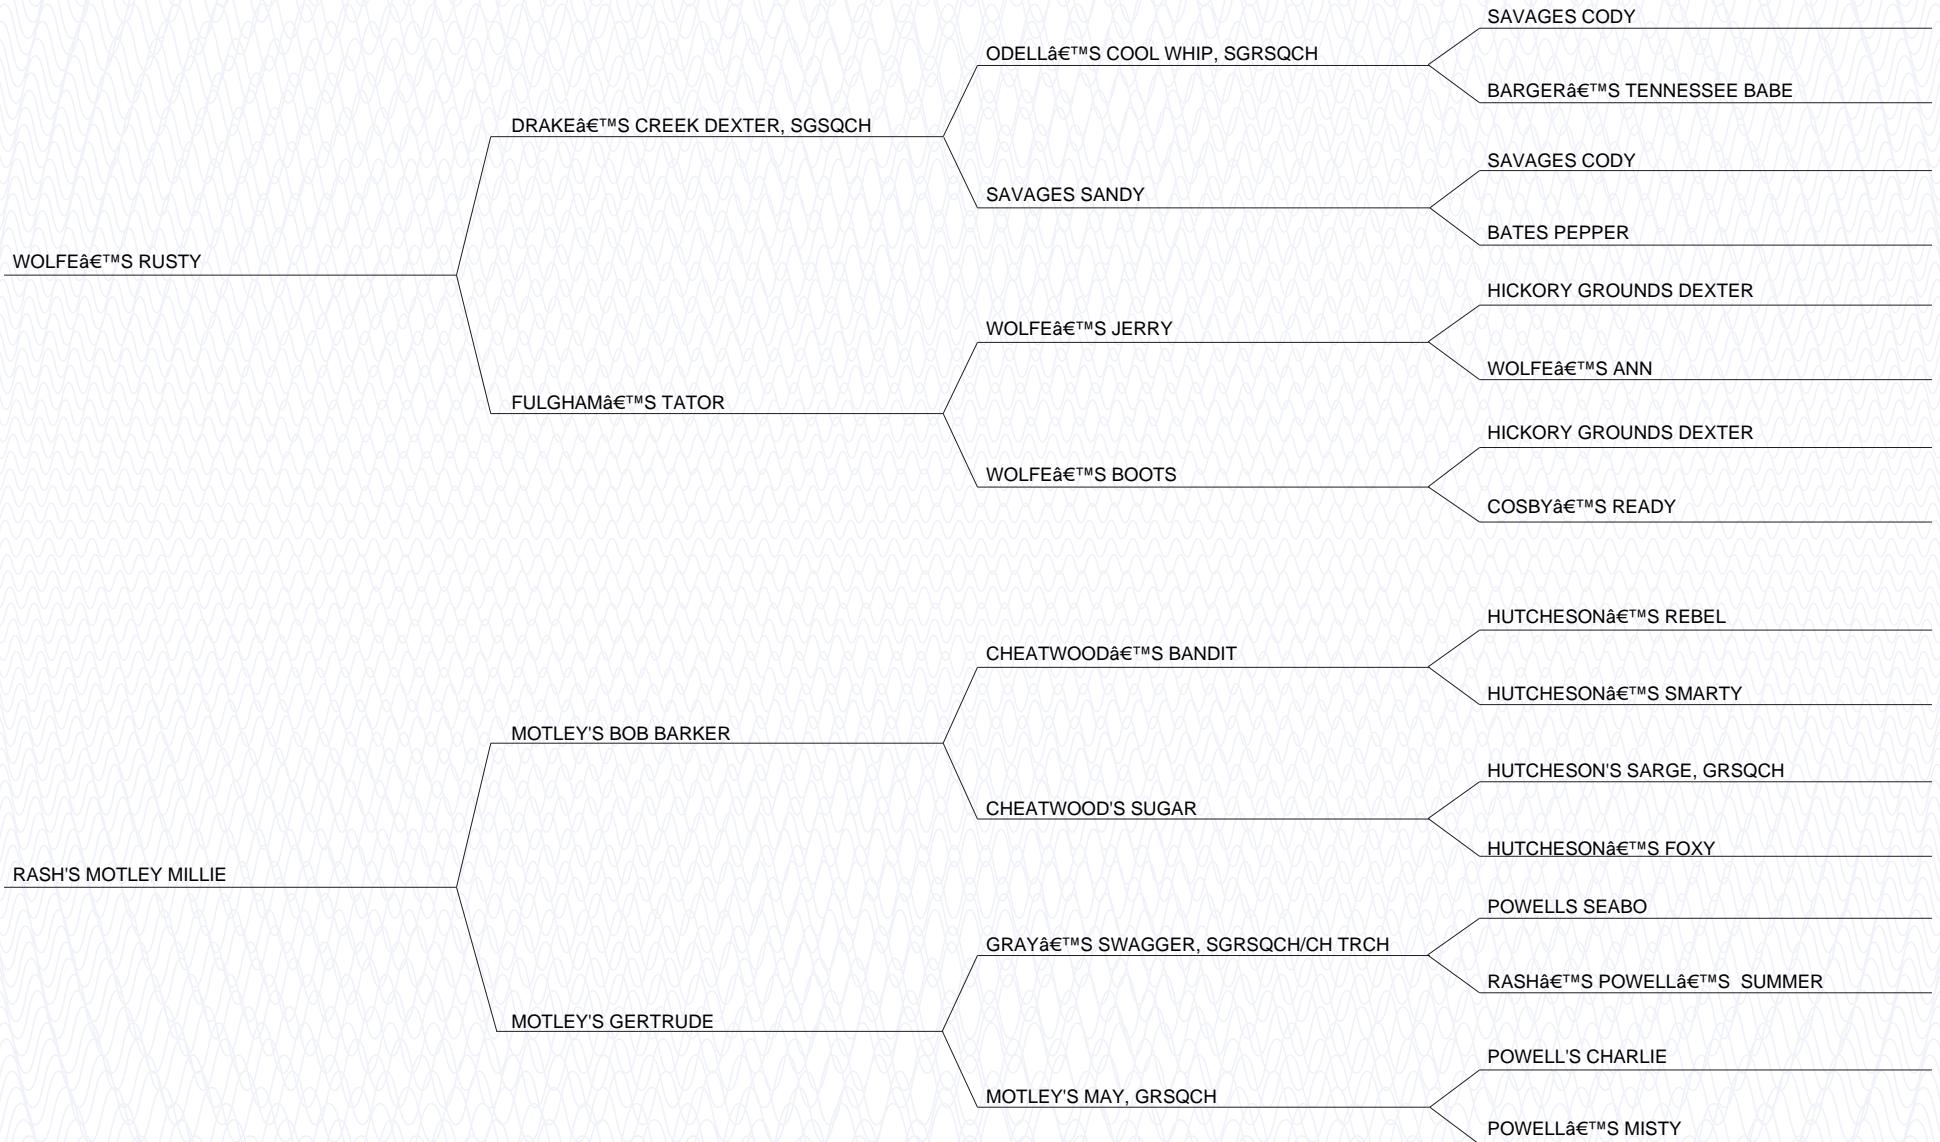 SAVAGES CODY
ODELLâ€™S COOL WHIP, SGRSQCH
BARGERâ€™S TENNESSEE BABE
DRAKEâ€™S CREEK DEXTER, SGSQCH
SAVAGES CODY
SAVAGES SANDY
BATES PEPPER
WOLFEâ€™S RUSTY
HICKORY GROUNDS DEXTER
WOLFEâ€™S JERRY
WOLFEâ€™S ANN
FULGHAMâ€™S TATOR
HICKORY GROUNDS DEXTER
WOLFEâ€™S BOOTS
COSBYâ€™S READY
HUTCHESONâ€™S REBEL
CHEATWOODâ€™S BANDIT
HUTCHESONâ€™S SMARTY
MOTLEY'S BOB BARKER
HUTCHESON'S SARGE, GRSQCH
CHEATWOOD'S SUGAR
HUTCHESONâ€™S FOXY
RASH'S MOTLEY MILLIE
POWELLS SEABO
GRAYâ€™S SWAGGER, SGRSQCH/CH TRCH
RASHâ€™S POWELLâ€™S  SUMMER
MOTLEY'S GERTRUDE
POWELL'S CHARLIE
MOTLEY'S MAY, GRSQCH
POWELLâ€™S MISTY